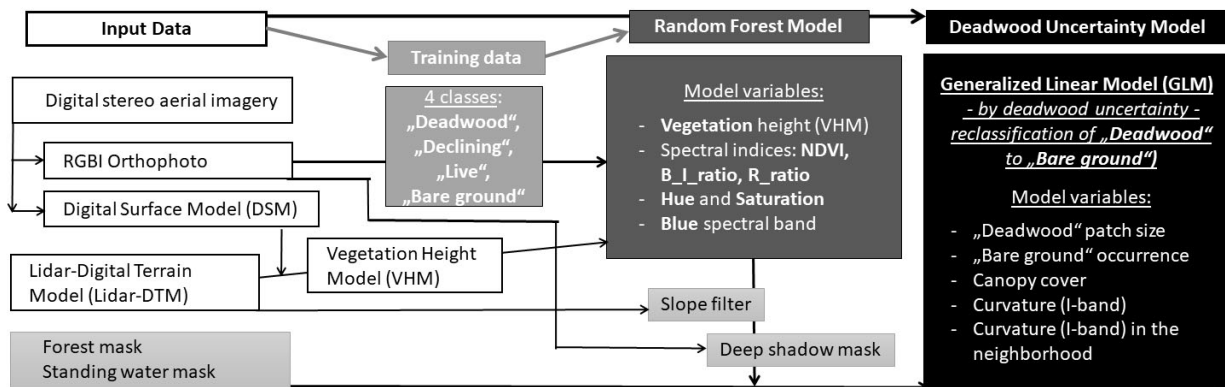 Input Data
Training data
Random Forest Model
Deadwood Uncertainty Model
Digital stereo aerial imagery
RGBI Orthophoto
Digital Surface Model (DSM)
Lidar-Digital Terrain
Model (Lidar-DTM)
Vegetation Height
Model (VHM)
Forest mask
Standing water mask
4 classes:
„Deadwood“,
„Declining“,
„Live“,
„Bare ground“
Model variables:
- Vegetation height (VHM)
- Spectral indices: NDVI,
B_I_ratio, R_ratio
- Hue and Saturation
- Blue spectral band
Slope filter
Deep shadow mask
Generalized Linear Model (GLM)
- by deadwood uncertainty -
reclassification of „Deadwood“
to „Bare ground“)
Model variables:
- „Deadwood“ patch size
- „Bare ground“ occurrence
- Canopy cover
- Curvature (I-band)
- Curvature (I-band) in the
neighborhood